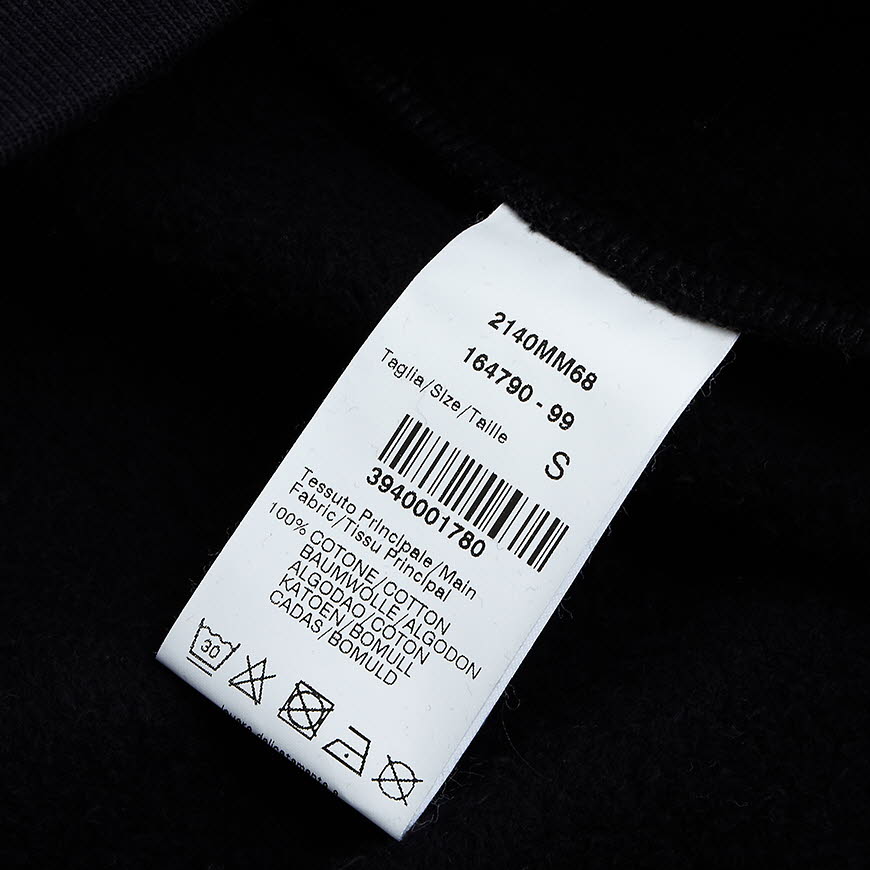 2140MM68
164790 - 99
Taglia/Size/Taille
S
3940001780
Tessuto Principale/Main
Fabric/Tissu Principal
100% COTONE/COTTON
BAUMWOLLE/ALGODON
ALGODAO/COTON
KATOEN/BOMULL
CADAS/BOMULD
30
delicatamente